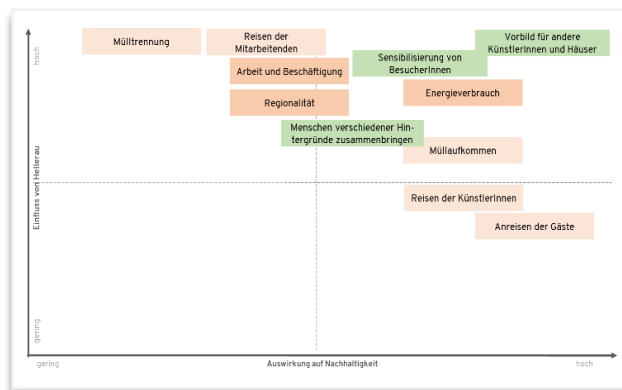 hoch
Einfluss von Hellerau
gering
Mülltrennung
Reisen der
Mitarbeitenden
Vorbild für andere
KünstlerInnen und Häuser
Sensibilisierung von
BesucherInnen
Arbeit und Beschäftigung
Energieverbrauch
Regionalität
Menschen verschiedener Hin-
tergründe zusammenbringen
Müllaufkommen
Reisen der KünstlerInnen
Anreisen der Gäste
gering
Auswirkung auf Nachhaltigkeit
hoch